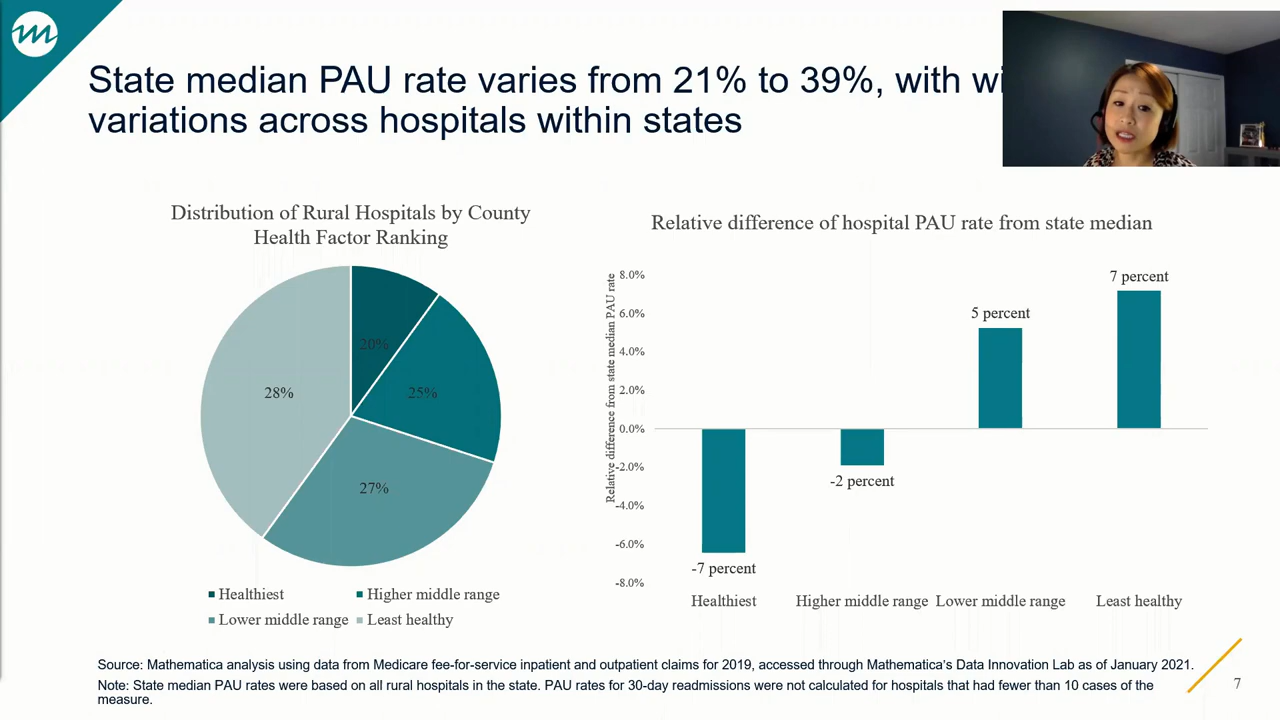 State median PAU rate varies from 21% to 39%, with
variations across hospitals within states
Distribution of Rural Hospitals by County
Health Factor Ranking
20%
25%
28%
27%
Healthiest
Higher middle range
Lower middle range
Least healthy
Relative difference of hospital PAU rate from state median
Relative difference from state median PAU rate
8.0%
6.0%
4.0%
2.0%
0.0%
-2.0%
-4.0%
-6.0%
-8.0%
-7 percent
-2 percent
5 percent
7 percent
Healthiest
Higher middle range
Lower middle range
Least healthy
Source: Mathematica analysis using data from Medicare fee-for-service inpatient and outpatient claims for 2019, accessed through Mathematica's Data Innovation Lab as of January 2021.
Note: State median PAU rates were based on all rural hospitals in the state. PAU rates for 30-day readmissions were not calculated for hospitals that had fewer than 10 cases of the
measure.
7